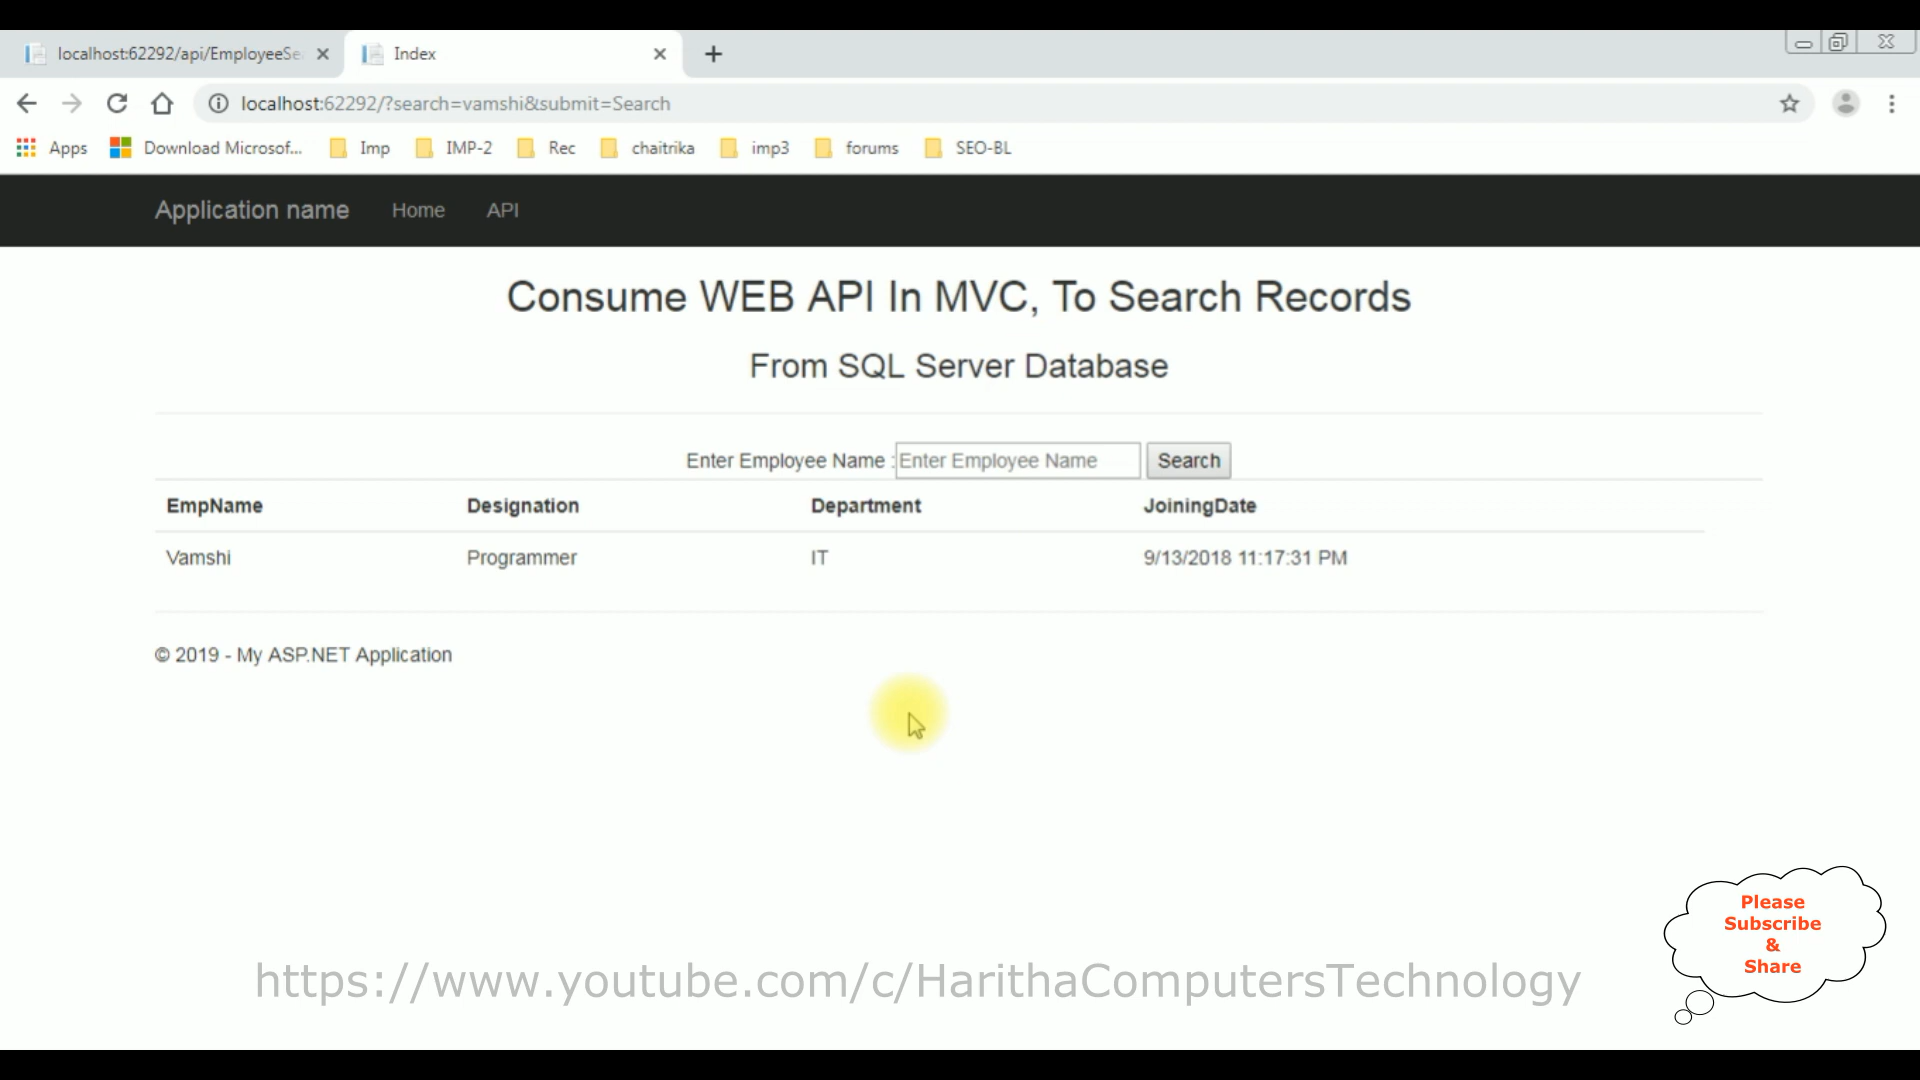 localhost:62292/api/EmployeeSe
Index
localhost:62292/?search=vamshi&submit=Search
Apps
Download Microsof...
Imp
IMP-2
Rec
chaitrika
imp3
forums
SEO-BL
Application name
Home
API
Consume WEB API In MVC, To Search Records
From SQL Server Database
Enter Employee Name :
Enter Employee Name
Search
EmpName Designation Department JoiningDate
Vamshi Programmer IT 9/13/2018 11:17:31 PM
© 2019 - My ASP.NET Application
Please
Subscribe
&
Share
https://www.youtube.com/c/HarithaComputersTechnology